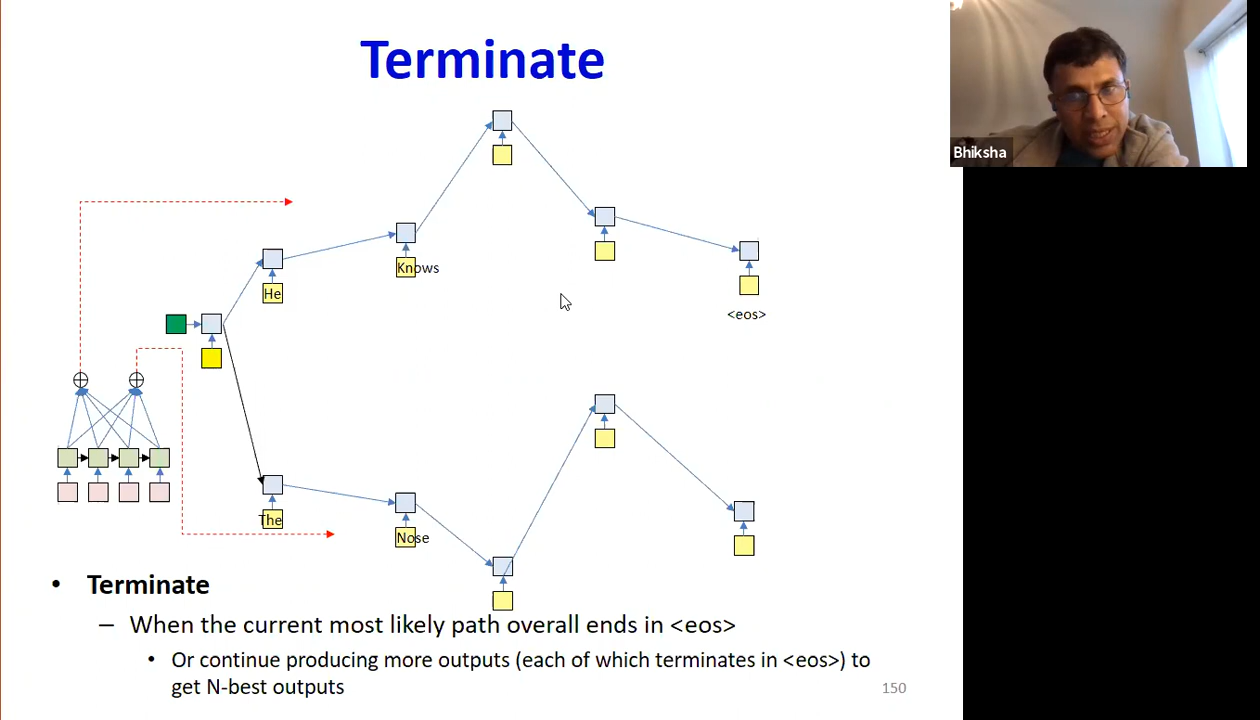 Terminate
Bhiksha
Knows
He
<eos>
The
Nose
• Terminate
– When the current most likely path overall ends in <eos>
• Or continue producing more outputs (each of which terminates in <eos>) to
get N-best outputs
150